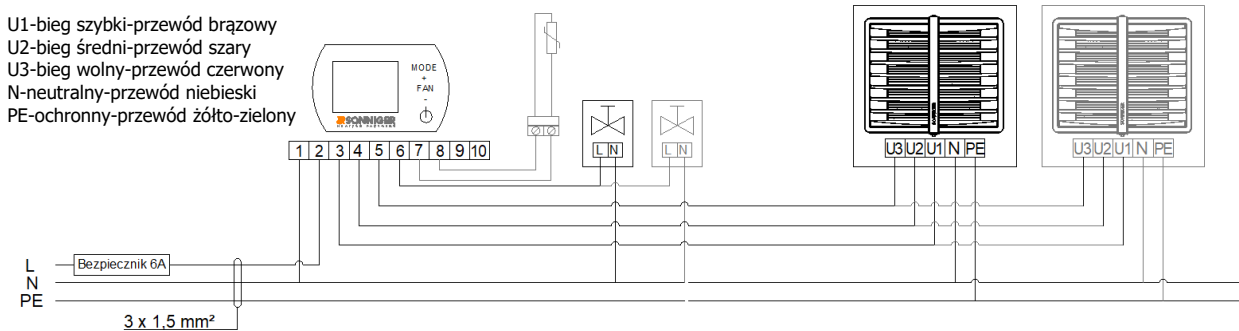 U1-bieg szybki-przewód brązowy
U2-bieg średni-przewód szary
U3-bieg wolny-przewód czerwony
N-neutralny-przewód niebieski
PE-ochronny-przewód żółto-zielony
MODE
+
FAN
-
SONNIGER
1 2 3 4 5 6 7 8 9 10
L N
L N
U3 U2 U1 N PE
U3 U2 U1 N PE
L
Bezpiecznik 6A
N
PE
3 x 1,5 mm²